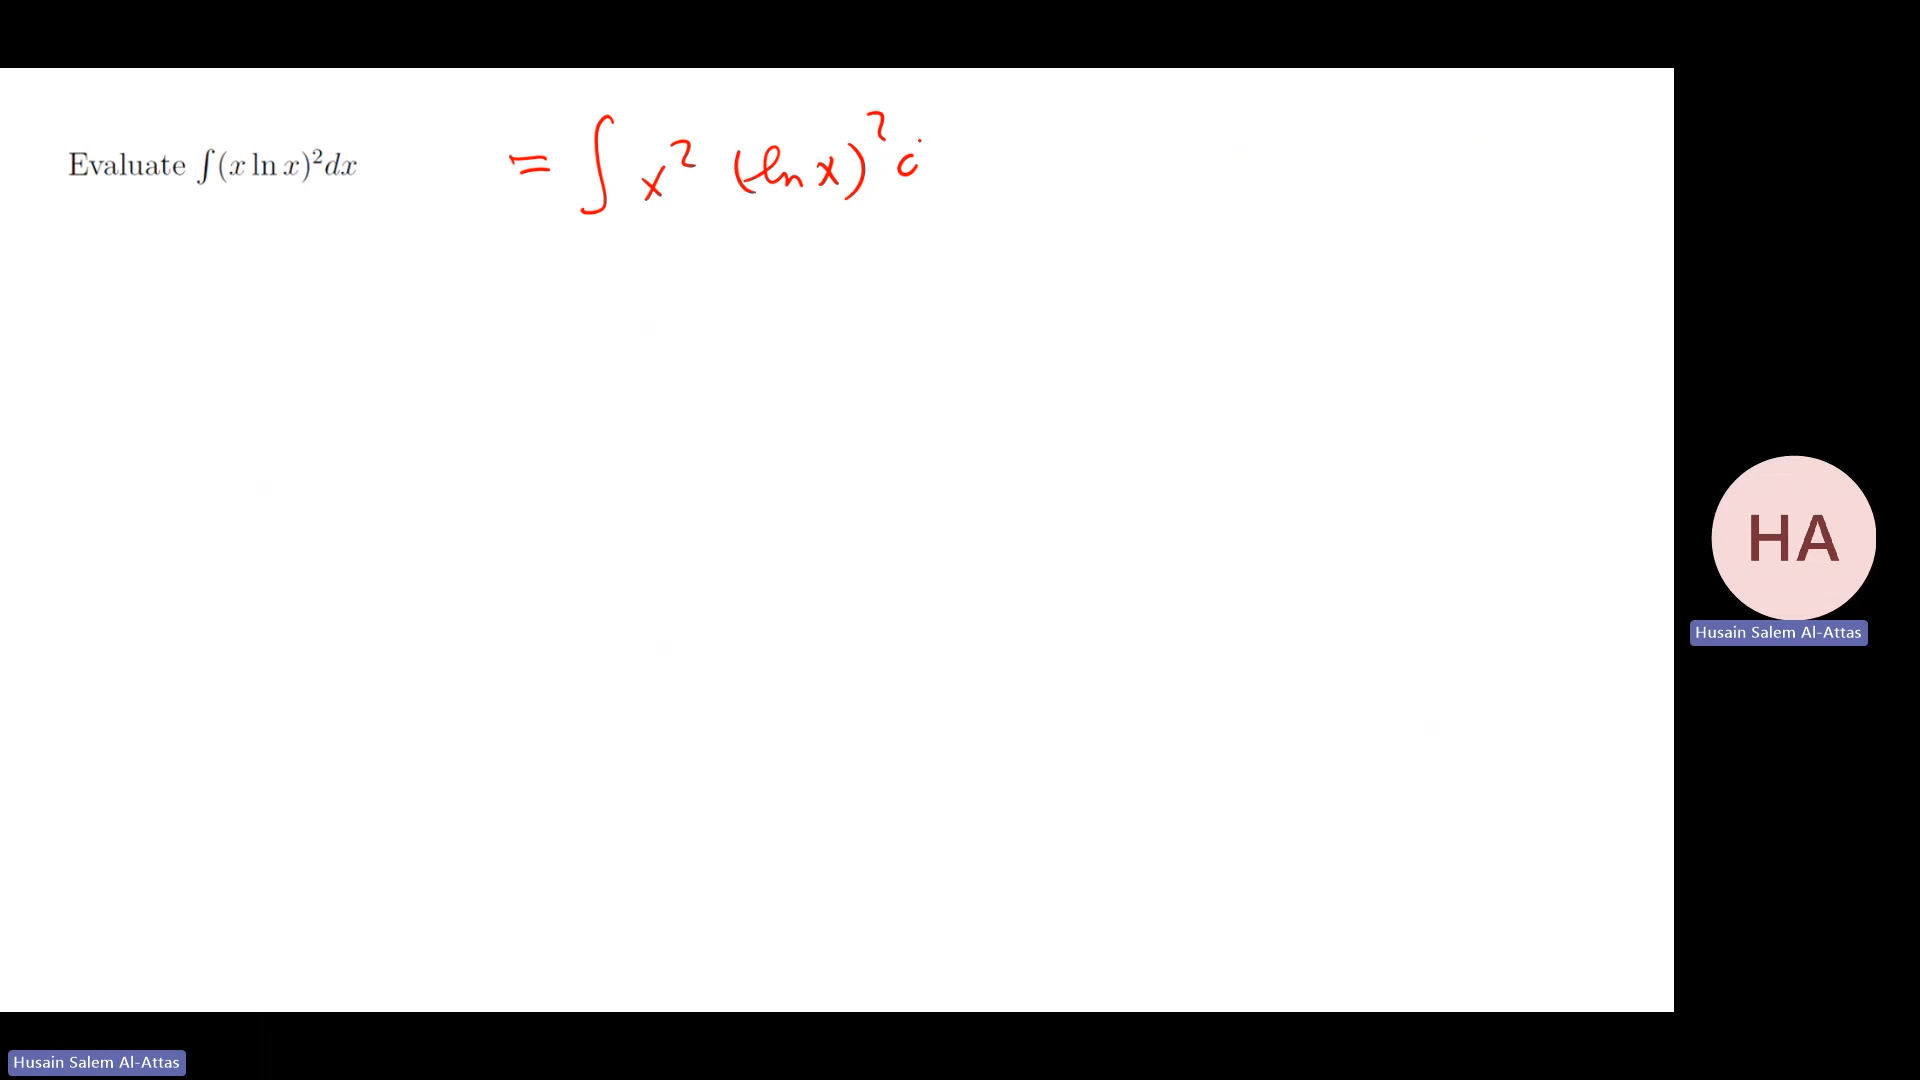 Evaluate ∫(x ln x)²dx = ∫ x² (ln x)²
HA
Husain Salem Al-Attas
Husain Salem Al-Attas